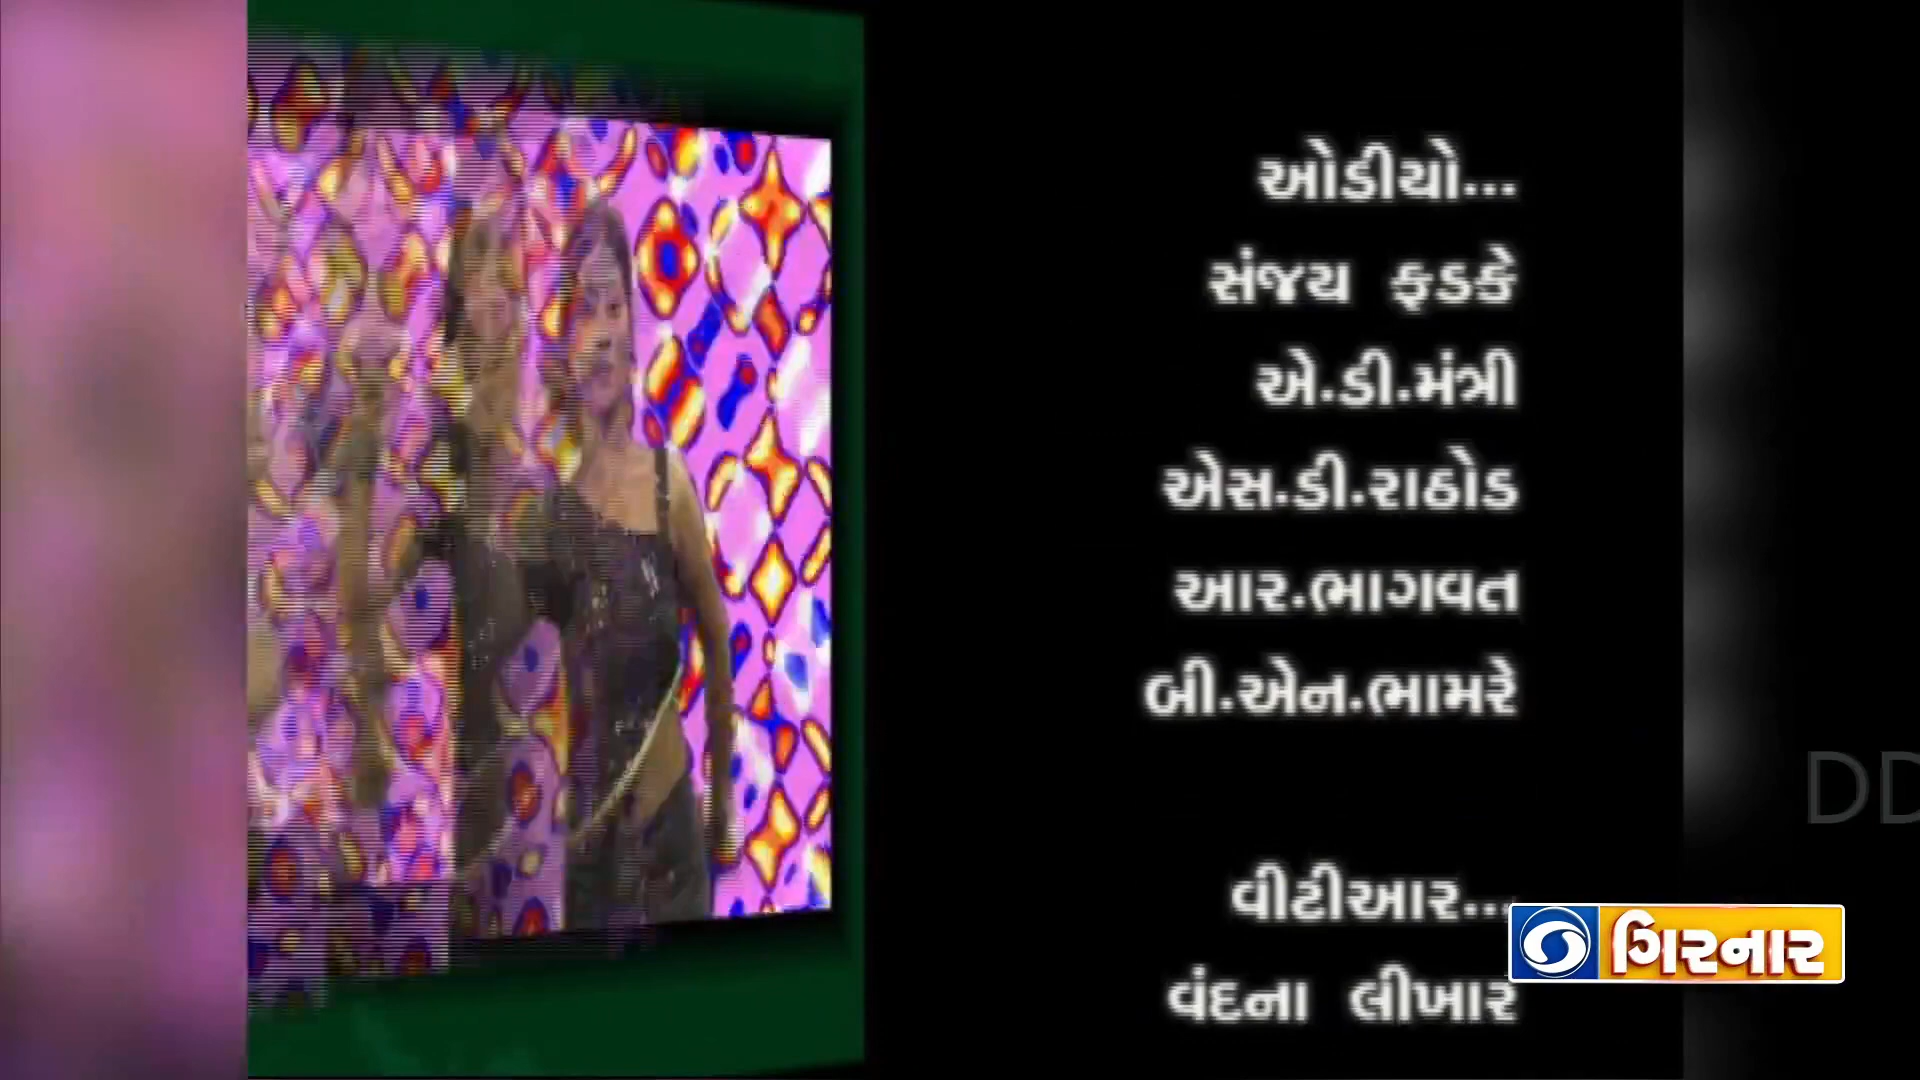 ઓડીયો...
સંજય ફડકે
એ.ડી.મંત્રી
એસ.ડી.રાઠોડ
આર.ભાગવત
બી.એન.ભામરે
વીટીઆર...
વંદના લીખાર
ગિરનાર
DD